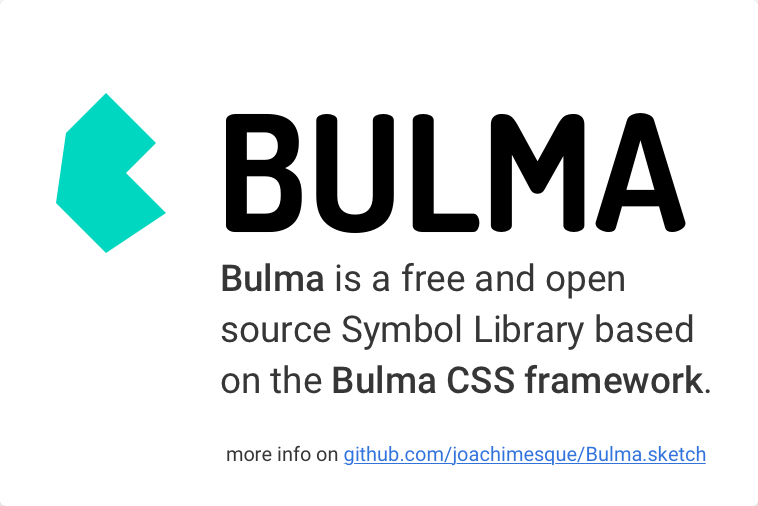 BULMA
Bulma is a free and open
source Symbol Library based
on the Bulma CSS framework.
more info on github.com/joachimesque/Bulma.sketch